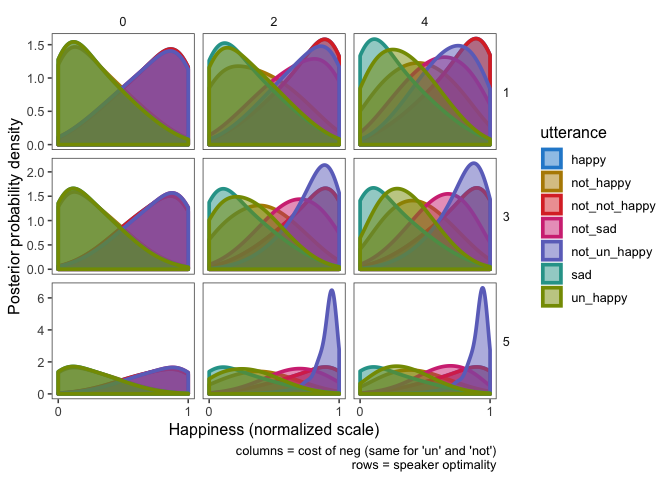 0 2 4
1.5
1.0
0.5
0.0
1
2.0
1.5
1.0
0.5
0.0
3
6
4
2
0
5
0 1 0 1 0 1
Posterior probability density
Happiness (normalized scale)
columns = cost of neg (same for 'un' and 'not')
rows = speaker optimality
utterance
happy
not_happy
not_not_happy
not_sad
not_un_happy
sad
un_happy